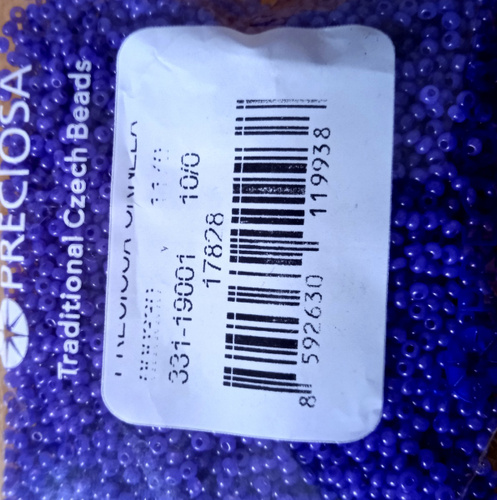 PRECIOSA
Traditional Czech Beads
331-19001 10/0
17828
8 592630 119938